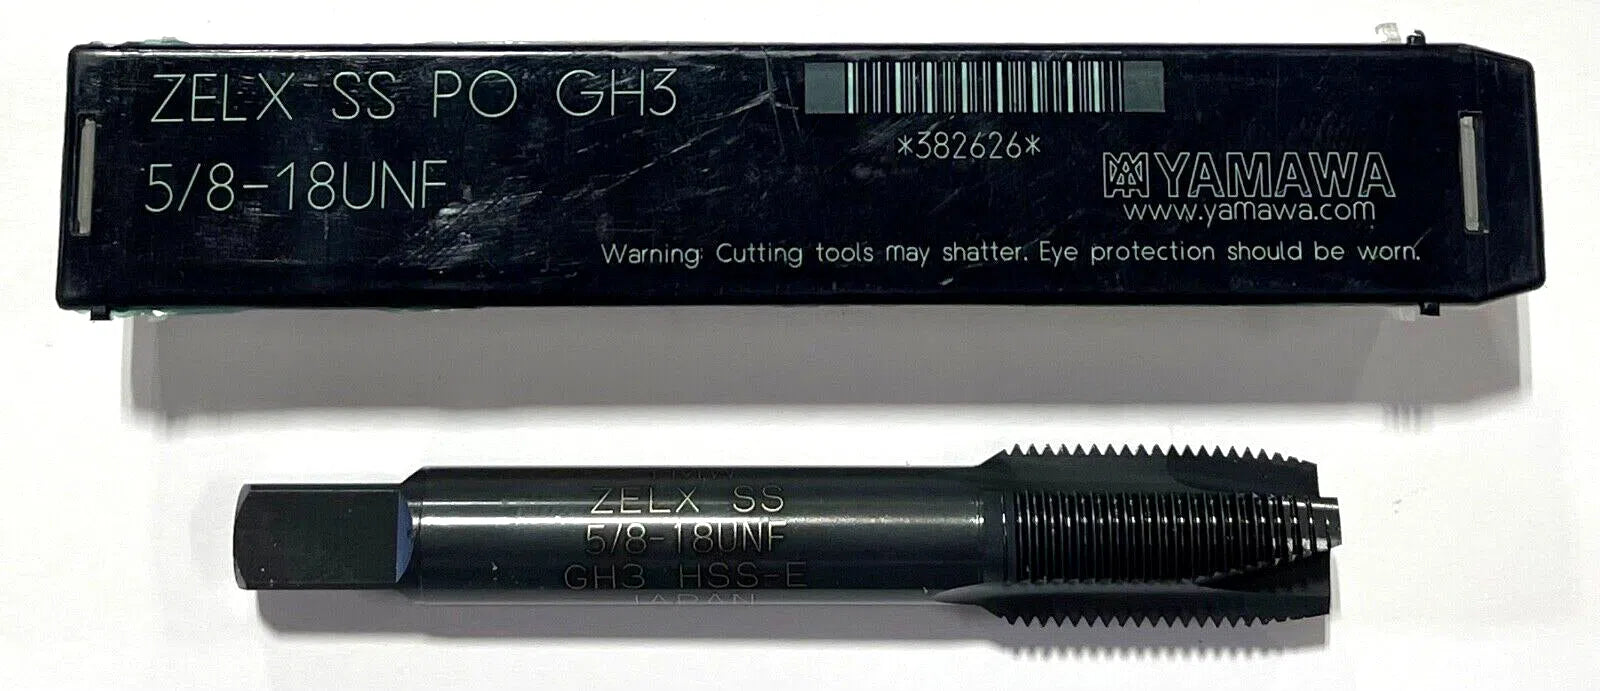 ZELX SS PO GH3
5/8-18UNF
*382626*
YAMAWA
www.yamawa.com
Warning: Cutting tools may shatter. Eye protection should be worn.
ZELX SS
5/8-18UNF
GH3 HSS-E
JAPAN